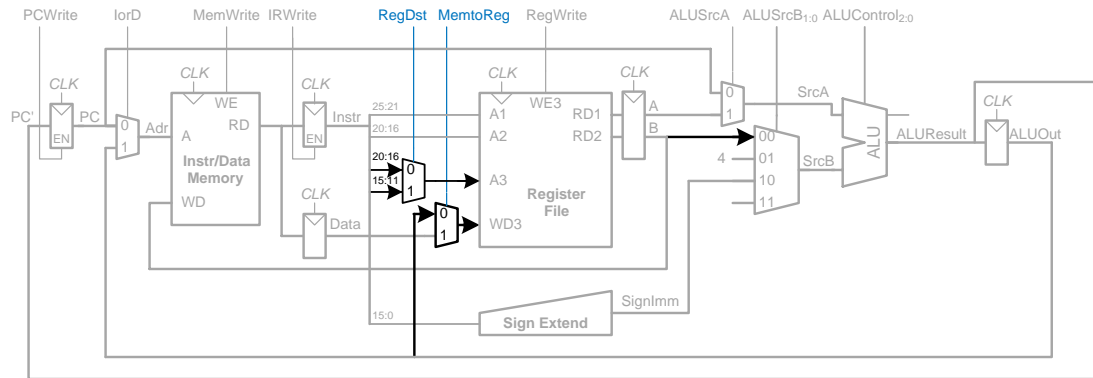 PCWrite IorD MemWrite IRWrite RegDst MemtoReg RegWrite ALUSrcA ALUSrcB1:0 ALUControl2:0
CLK CLK CLK CLK CLK CLK
PC' PC EN 0 1 Adr A WE RD Instr/Data Memory WD
EN Instr 25:21 20:16 20:16 15:11 0 1
CLK Data 0 1
A1 A2 A3 WD3 WE3 RD1 RD2 Register File
A B
0 1 SrcA
4 00 01 10 11 SrcB
ALU ALUResult ALUOut
15:0 Sign Extend SignImm